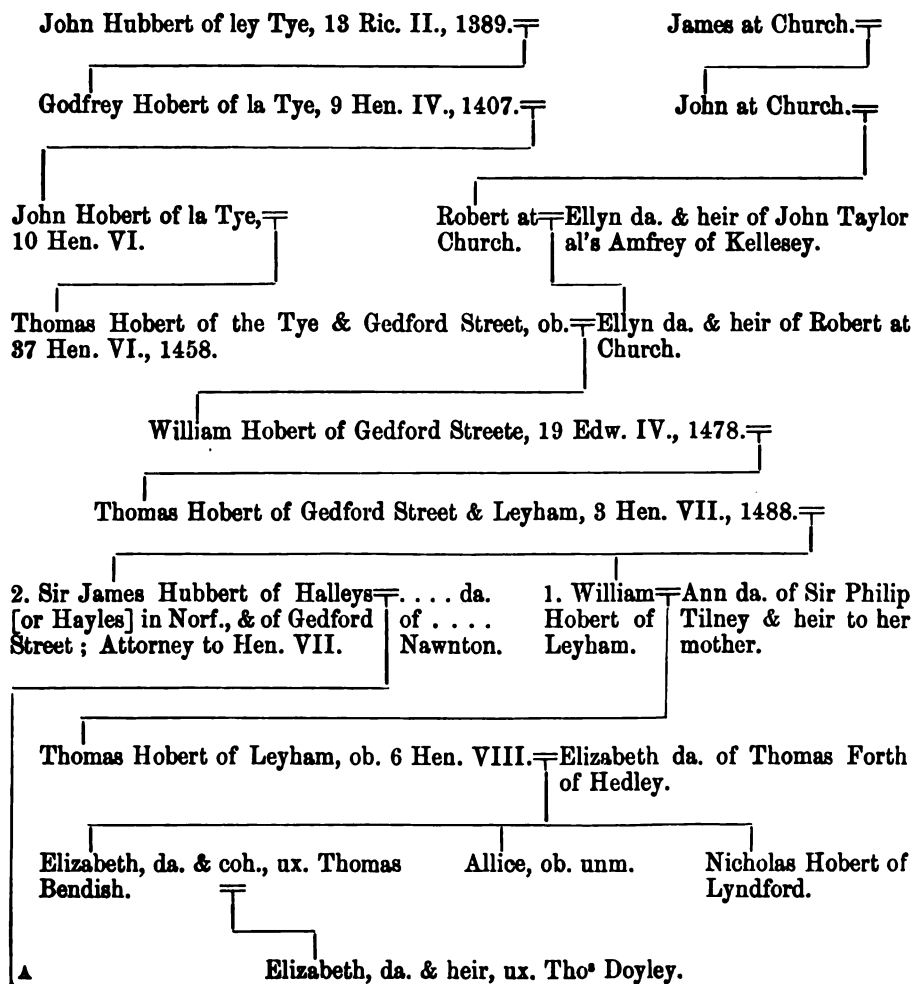 John Hubbert of ley Tye, 13 Ric. II., 1389. James at Church.
Godfrey Hobert of la Tye, 9 Hen. IV., 1407. John at Church.
John Hobert of la Tye,
10 Hen. VI.
Robert at
Church.
Ellyn da. & heir of John Taylor
al's Amfrey of Kellesey.
Thomas Hobert of the Tye & Gedford Street, ob.
37 Hen. VI., 1458.
Ellyn da. & heir of Robert at
Church.
William Hobert of Gedford Streete, 19 Edw. IV., 1478.
Thomas Hobert of Gedford Street & Leyham, 3 Hen. VII., 1488.
2. Sir James Hubbert of Halleys
[or Hayles] in Norf., & of Gedford
Street ; Attorney to Hen. VII.
. . . . da.
of . . . .
Nawnton.
1. William
Hobert of
Leyham.
Ann da. of Sir Philip
Tilney & heir to her
mother.
Thomas Hobert of Leyham, ob. 6 Hen. VIII.
Elizabeth da. of Thomas Forth
of Hedley.
Elizabeth, da. & coh., ux. Thomas
Bendish.
Allice, ob. unm.
Nicholas Hobert of
Lyndford.
A
Elizabeth, da. & heir, ux. Thoˢ Doyley.